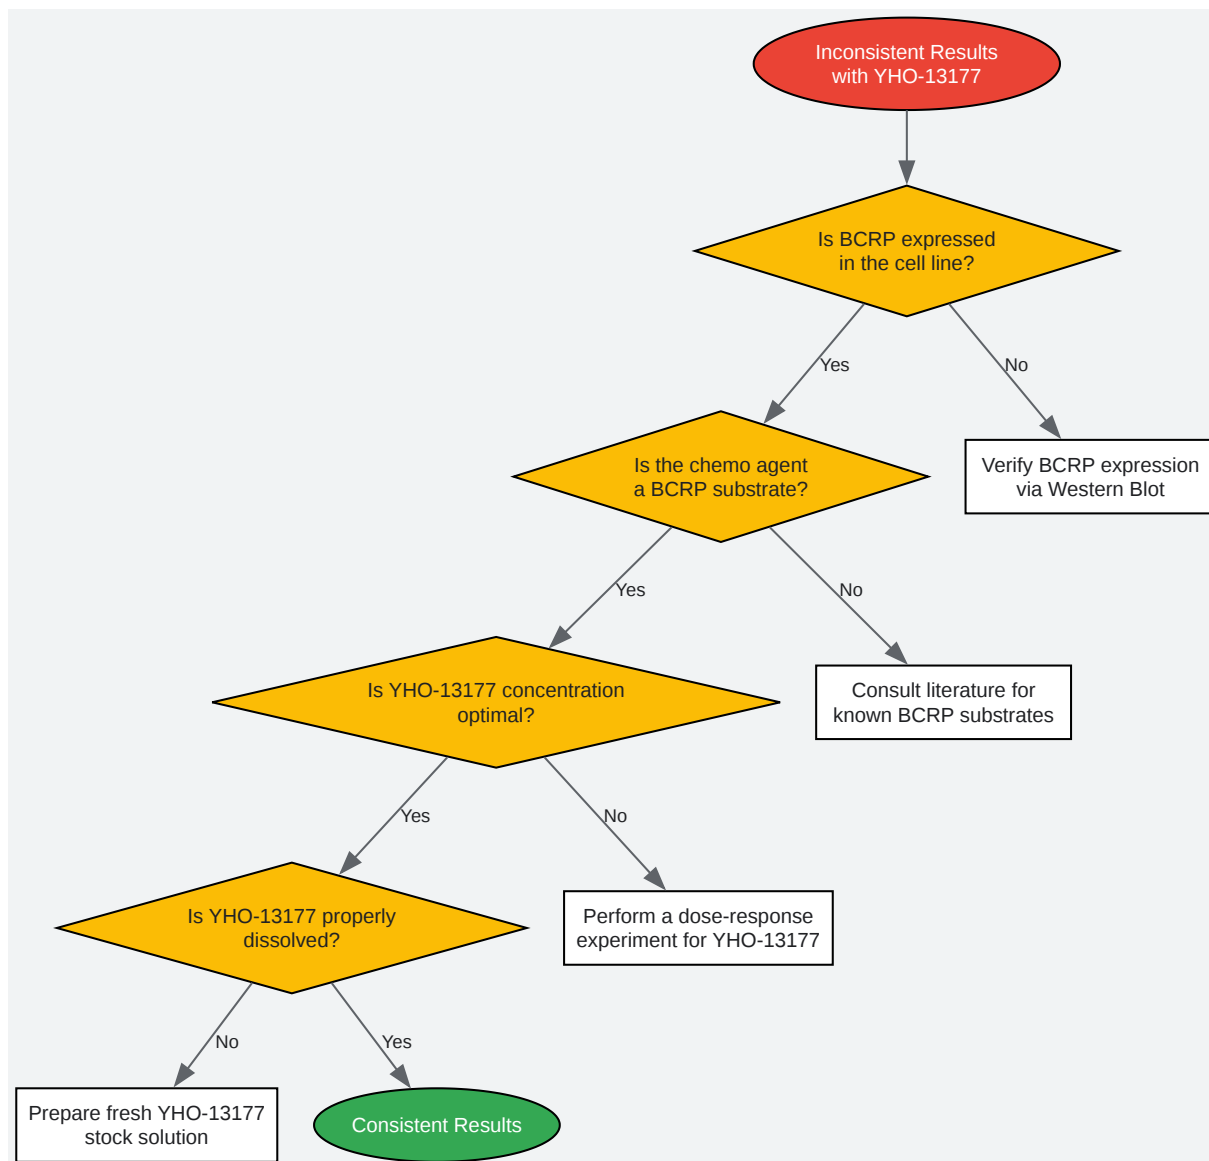 Inconsistent Results
with YHO-13177
Is BCRP expressed
in the cell line?
Yes
No
Is the chemo agent
a BCRP substrate?
Verify BCRP expression
via Western Blot
Yes
No
Is YHO-13177 concentration
optimal?
Consult literature for
known BCRP substrates
Yes
No
Is YHO-13177 properly
dissolved?
Perform a dose-response
experiment for YHO-13177
No
Yes
Prepare fresh YHO-13177
stock solution
Consistent Results